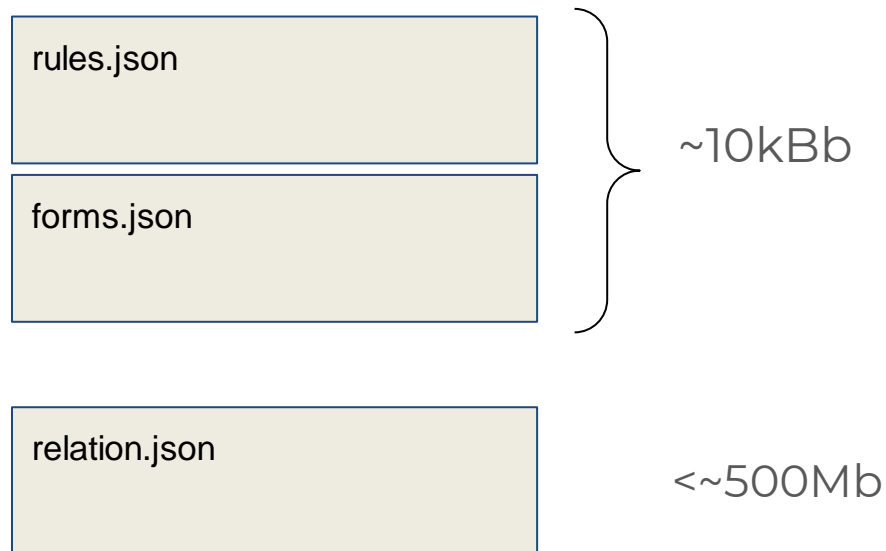 rules.json
~10kBb
forms.json
relation.json
<~500Mb